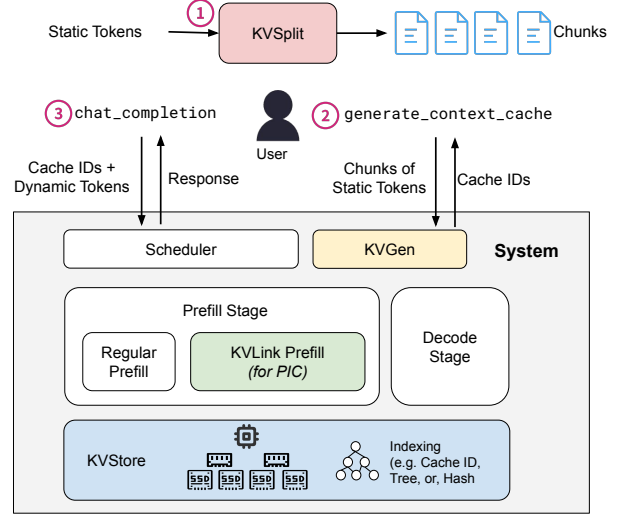 1
Static Tokens
KVSplit
Chunks
3
chat_completion
User
2
generate_context_cache
Cache IDs +
Dynamic Tokens
Response
Chunks of
Static Tokens
Cache IDs
Scheduler
KVGen
System
Prefill Stage
Regular
Prefill
KVLink Prefill
(for PIC)
Decode
Stage
KVStore
SSD
SSD
SSD
SSD
Indexing
(e.g. Cache ID,
Tree, or, Hash